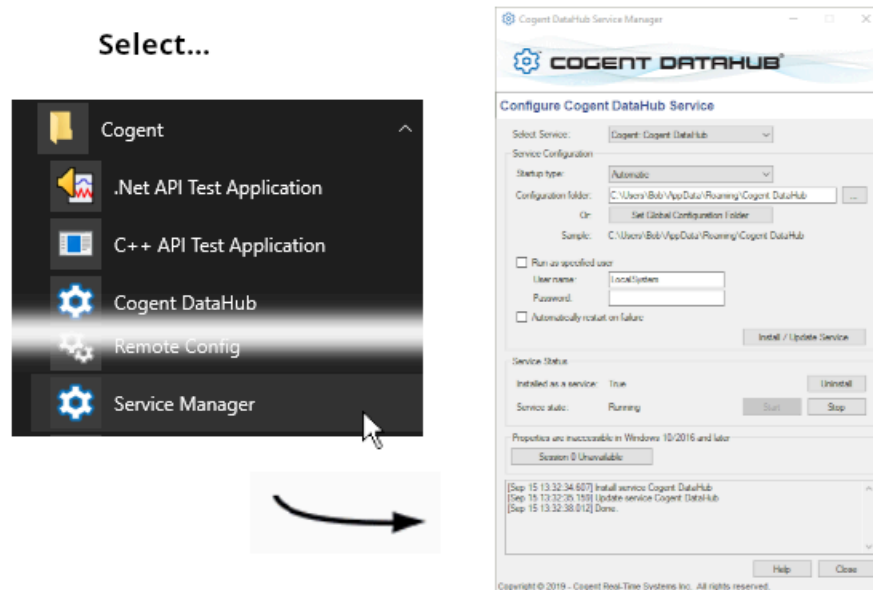 Select...
Cogent
.Net API Test Application
C++ API Test Application
Cogent DataHub
Remote Config
Service Manager
Cogent DataHub Service Manager
COGENT DATAHUB
Configure Cogent DataHub Service
Select Service: Cogent: Cogent DataHub
Service Configuration
Startup type: Automatic
Configuration folder: C:\Users\Bob\AppData\Roaming\Cogent DataHub ...
Or: Set Global Configuration Folder
Sample: C:\Users\Bob\AppData\Roaming\Cogent DataHub
Run as specified user
User name: LocalSystem
Password:
Automatically restart on failure
Install / Update Service
Service Status
Installed as a service: True Uninstall
Service state: Running Start Stop
Properties are inaccessible in Windows 10/2016 and later
Session 0 Unavailable
[Sep 15 13:32:34.607] Install service Cogent DataHub
[Sep 15 13:32:35.159] Update service Cogent DataHub
[Sep 15 13:32:38.012] Done.
Help Close
Copyright © 2019 - Cogent Real-Time Systems Inc. All rights reserved.